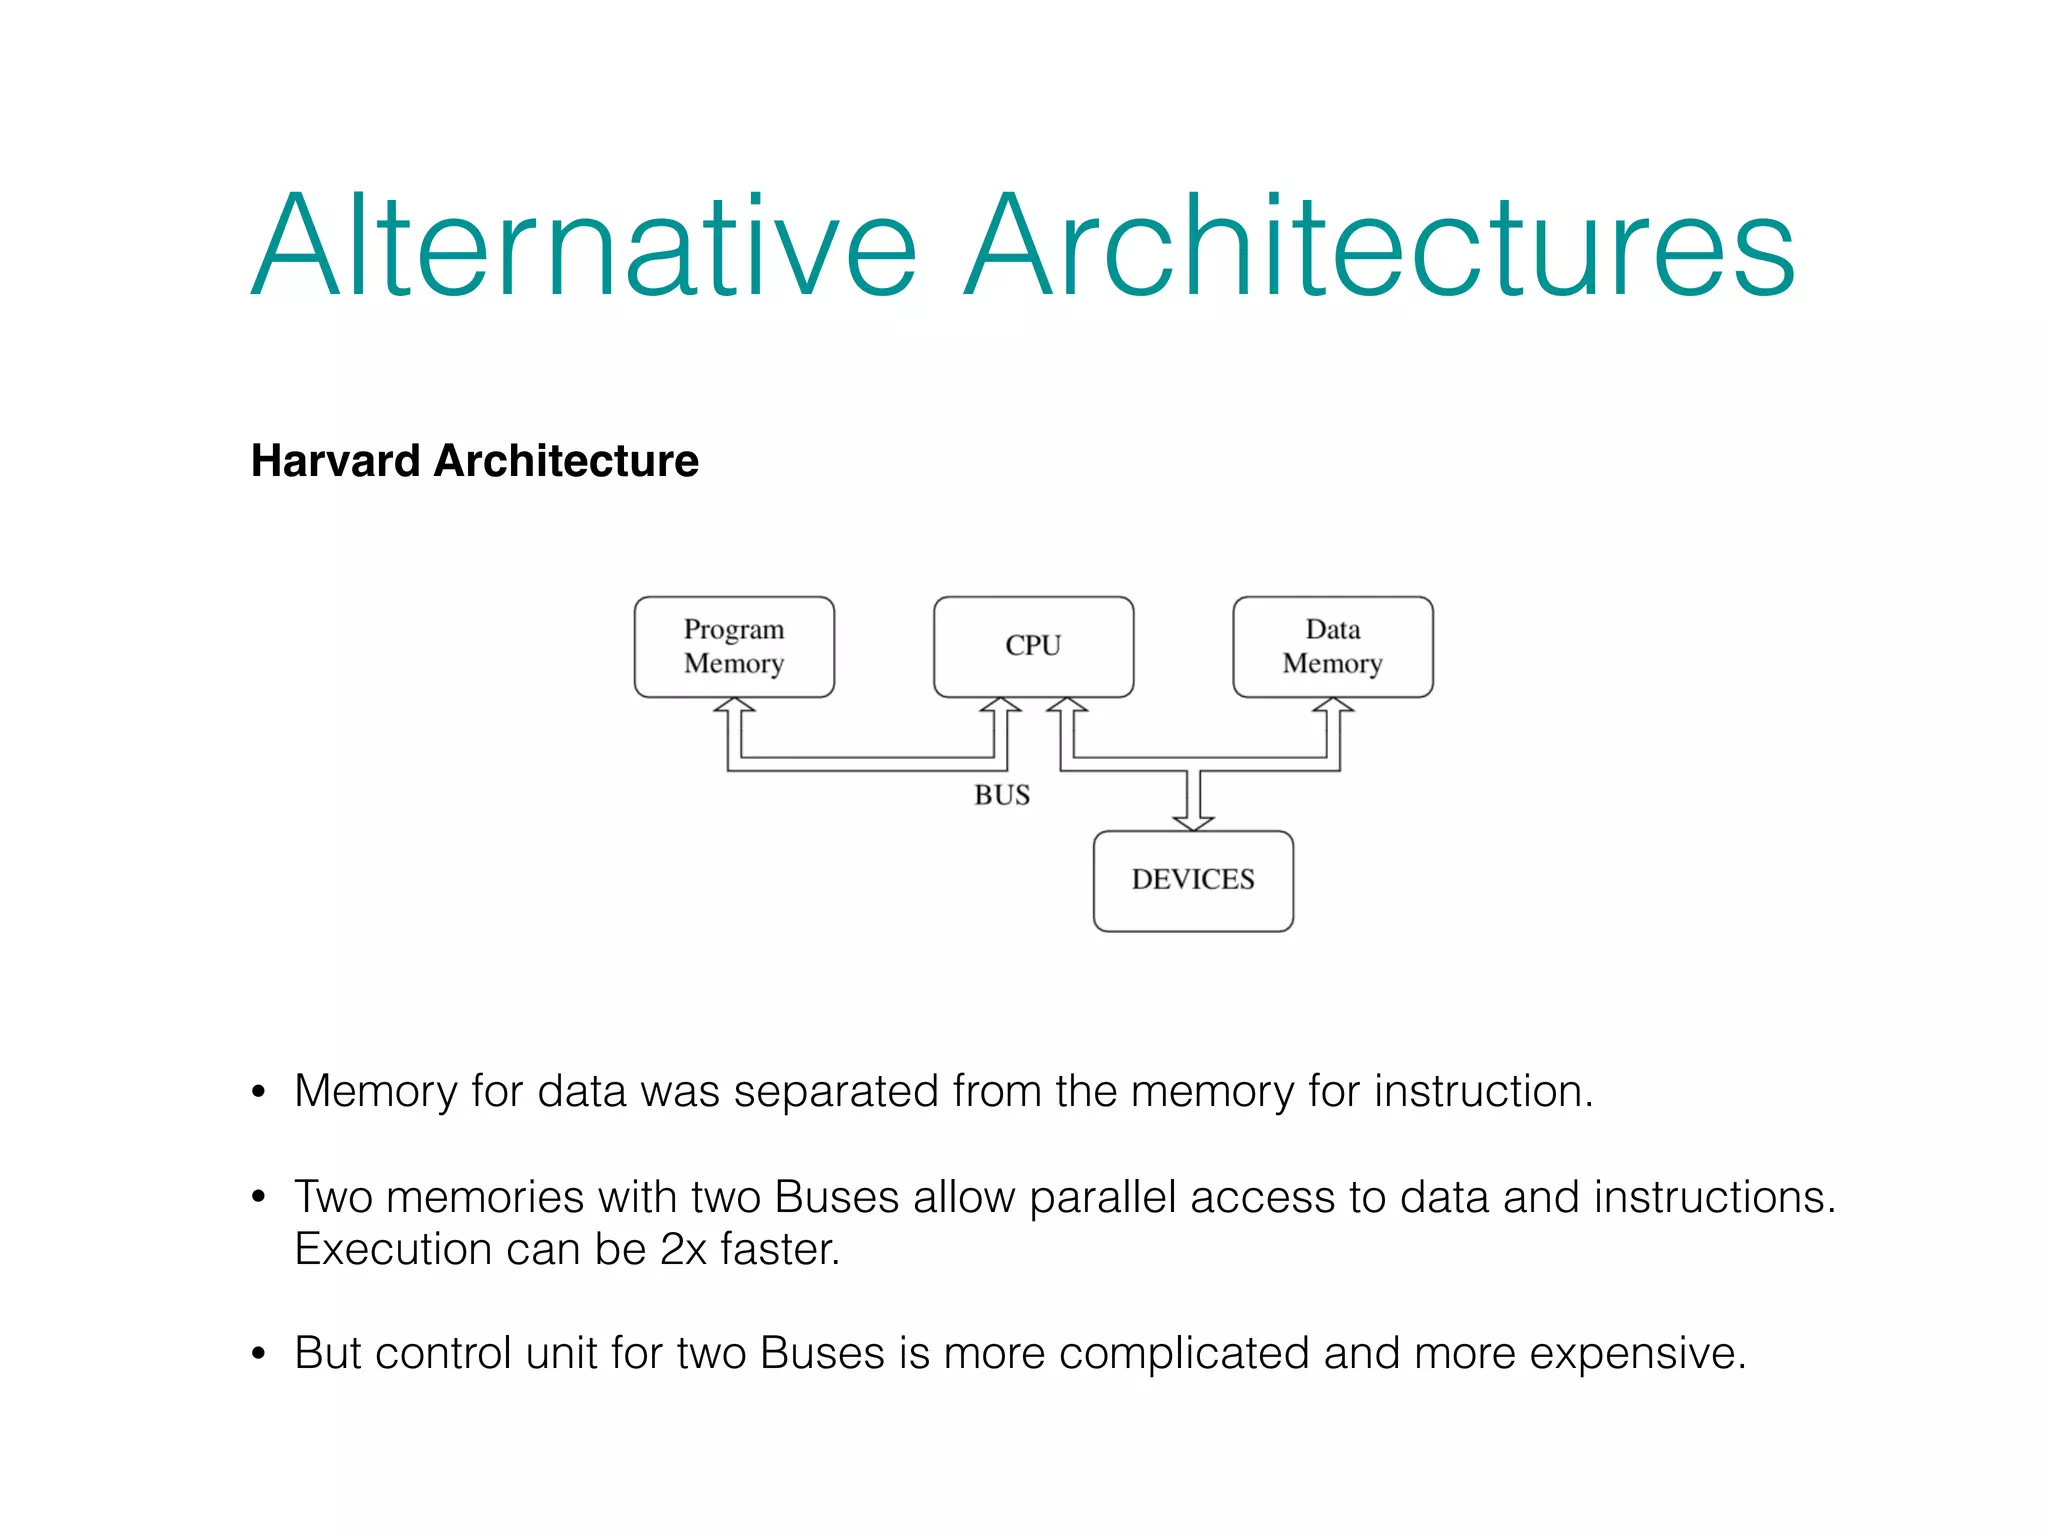 Alternative Architectures
Harvard Architecture
Program
Memory
CPU
Data
Memory
BUS
DEVICES
• Memory for data was separated from the memory for instruction.
• Two memories with two Buses allow parallel access to data and instructions.
Execution can be 2x faster.
• But control unit for two Buses is more complicated and more expensive.